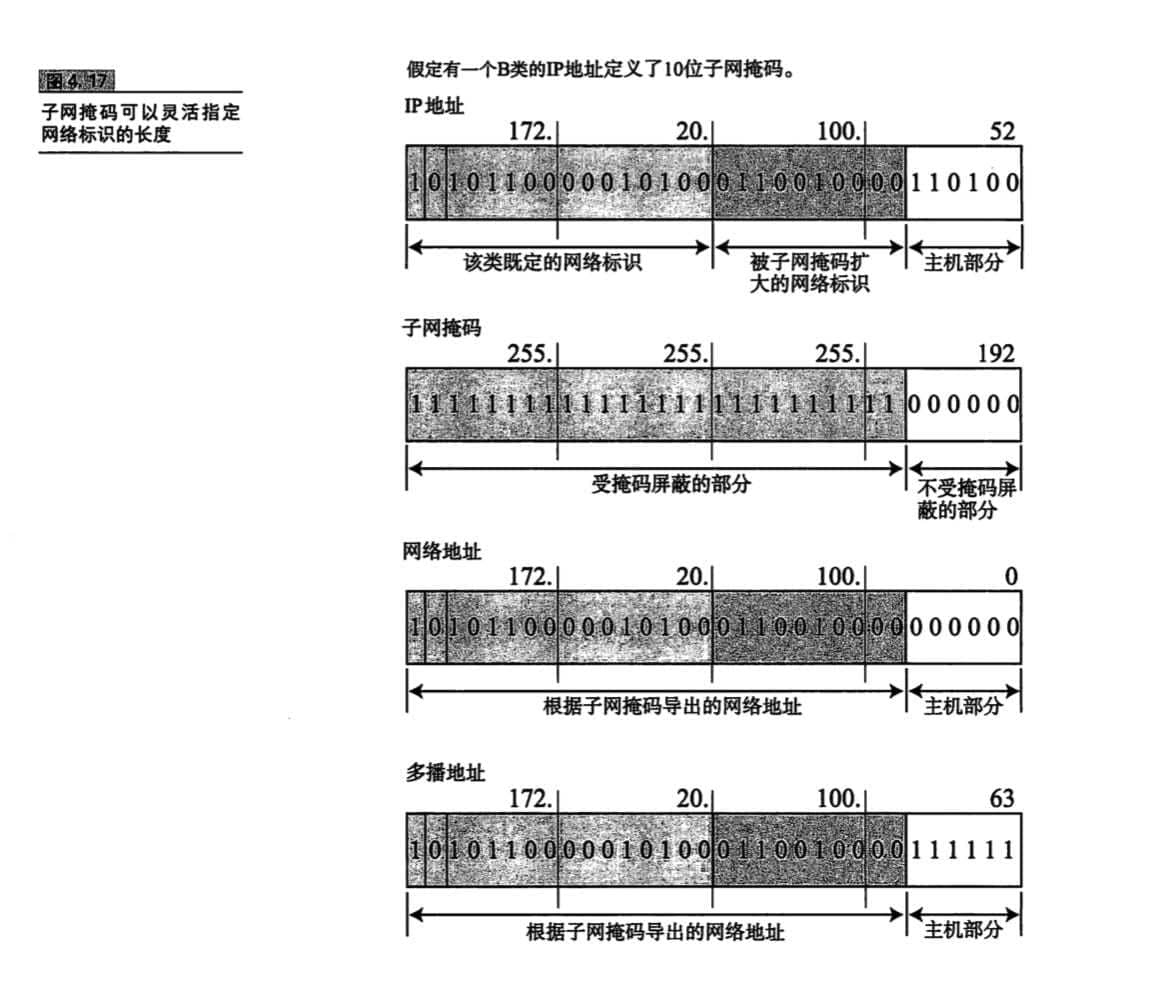 图4.17
子网掩码可以灵活指定
网络标识的长度
假定有一个B类的IP地址定义了10位子网掩码。
IP地址
172. 20. 100. 52
10101100000101000110010000110100
该类既定的网络标识
被子网掩码扩
大的网络标识
主机部分
子网掩码
255. 255. 255. 192
11111111111111111111111111000000
受掩码屏蔽的部分
不受掩码屏
蔽的部分
网络地址
172. 20. 100. 0
10101100000101000110010000000000
根据子网掩码导出的网络地址
主机部分
多播地址
172. 20. 100. 63
10101100000101000110010000111111
根据子网掩码导出的网络地址
主机部分